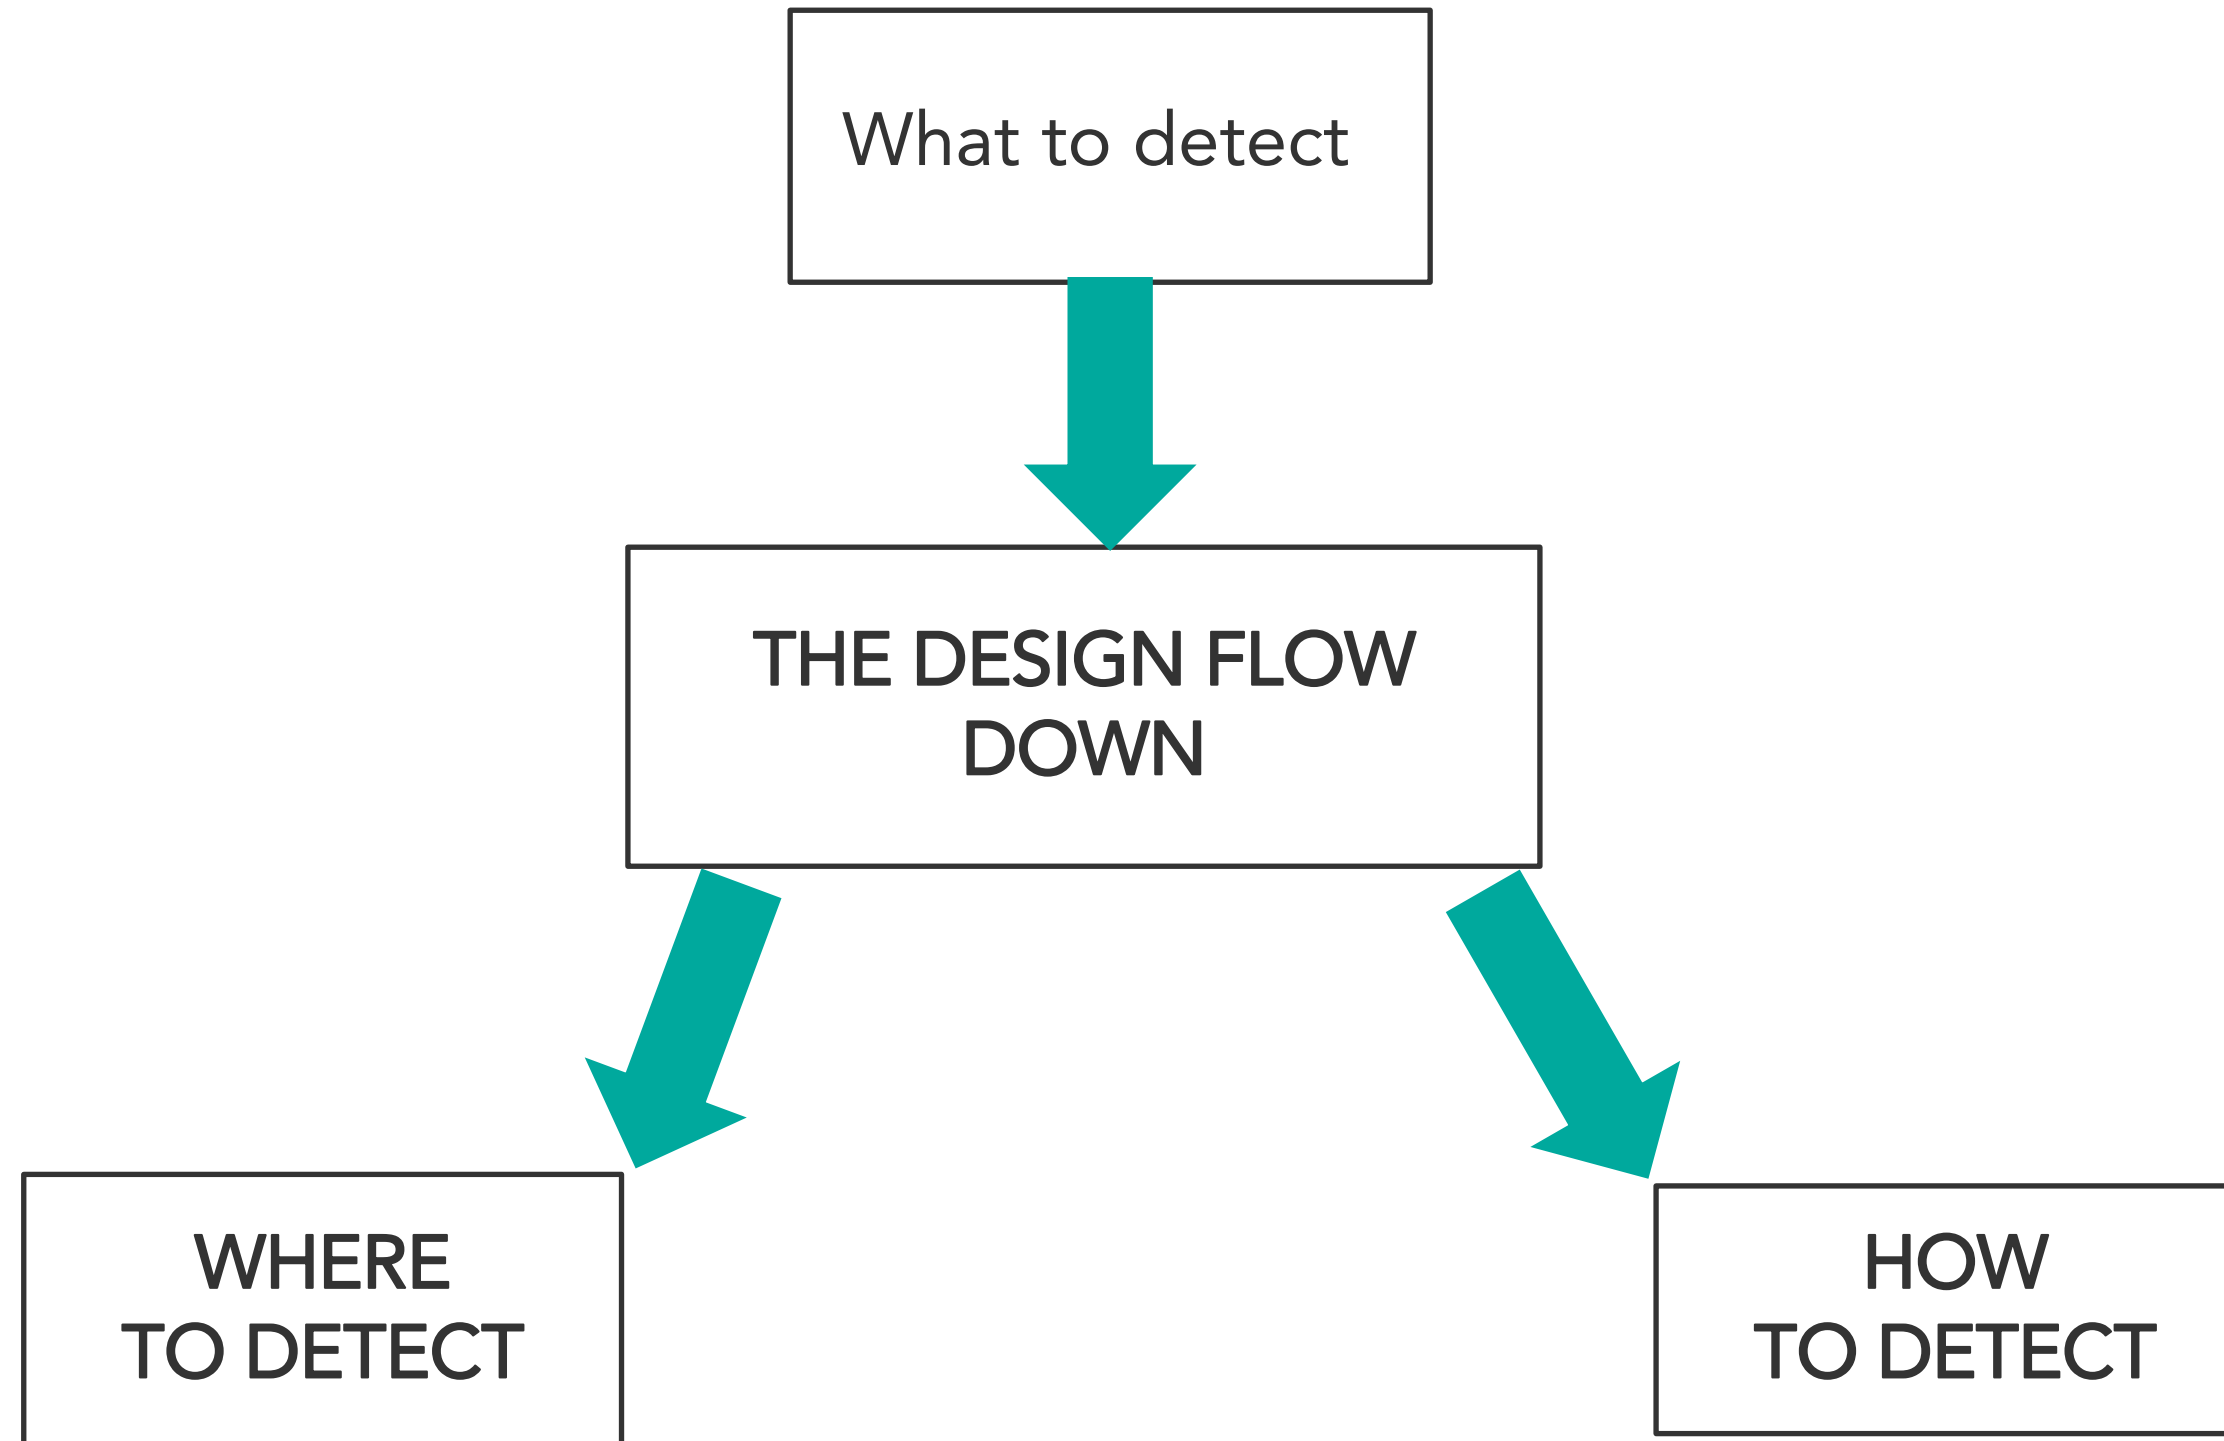 What to detect
THE DESIGN FLOW
DOWN
WHERE
TO DETECT
HOW
TO DETECT